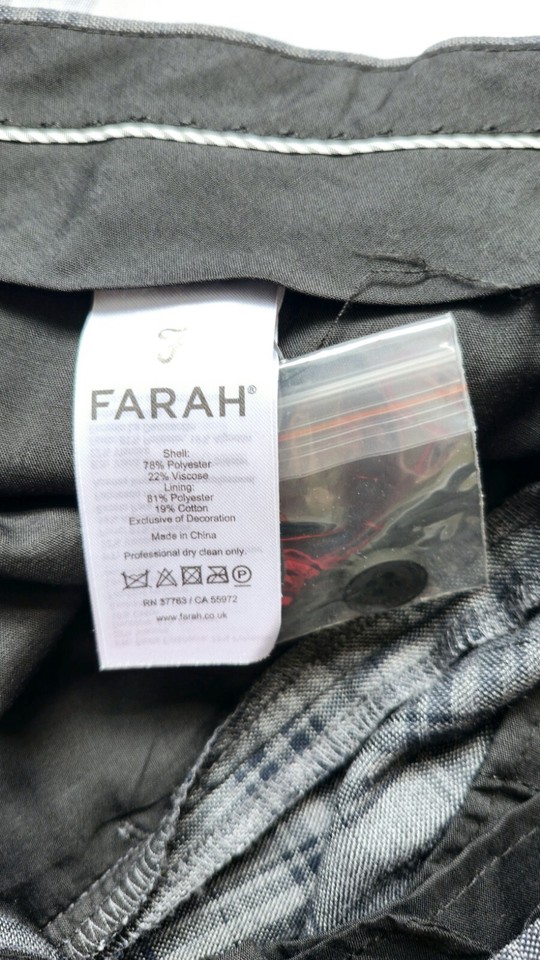 F
FARAH®
Shell:
78% Polyester
22% Viscose
Lining:
81% Polyester
19% Cotton
Exclusive of Decoration
Made in China
Professional dry clean only.
P
RN 37763 / CA 55972
www.farah.co.uk